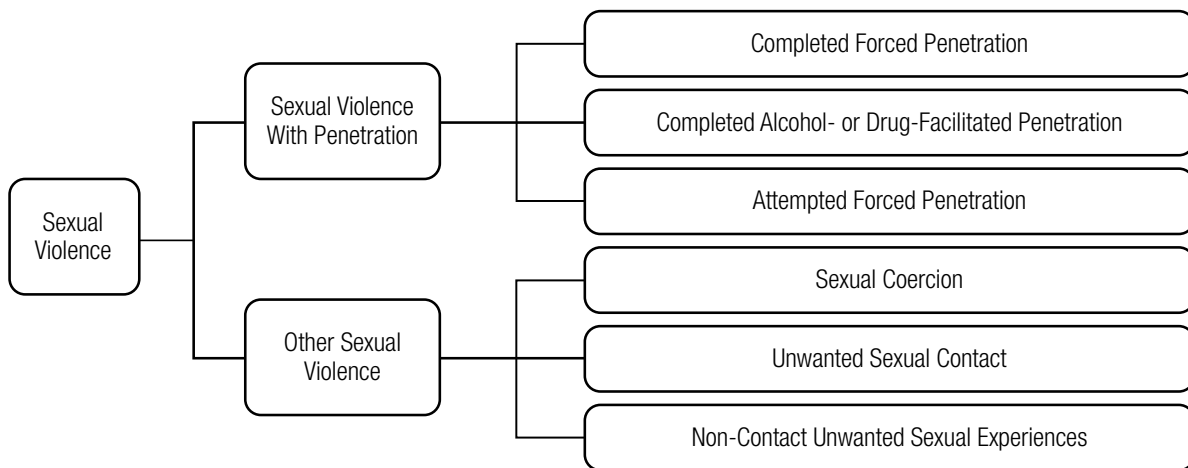 Sexual
Violence
Sexual Violence
With Penetration
Completed Forced Penetration
Completed Alcohol- or Drug-Facilitated Penetration
Attempted Forced Penetration
Other Sexual
Violence
Sexual Coercion
Unwanted Sexual Contact
Non-Contact Unwanted Sexual Experiences